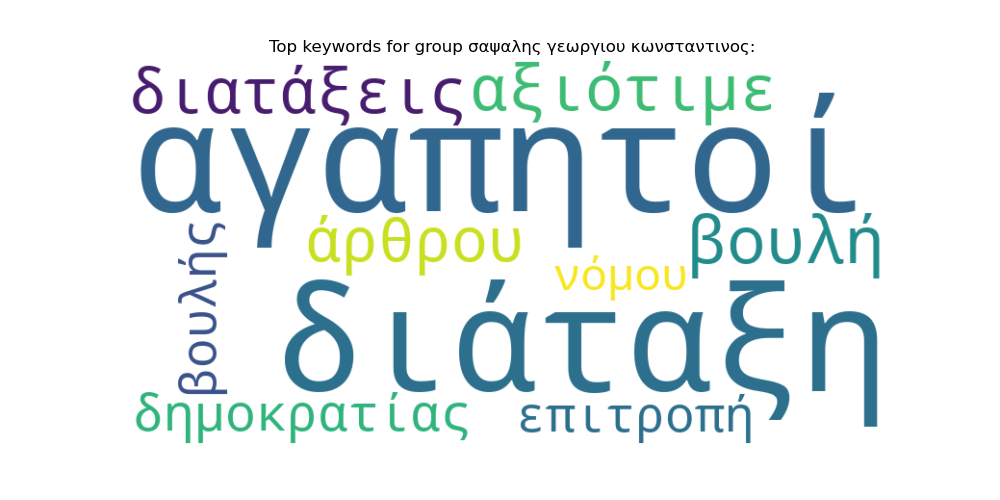 Top keywords for group σαψαλης γεωργιου κωνσταντινος:
διατάξεις αξιότιμε
αγαπητοί
βουλής άρθρου βουλή
νόμου
διάταξη
δημοκρατίας επιτροπή